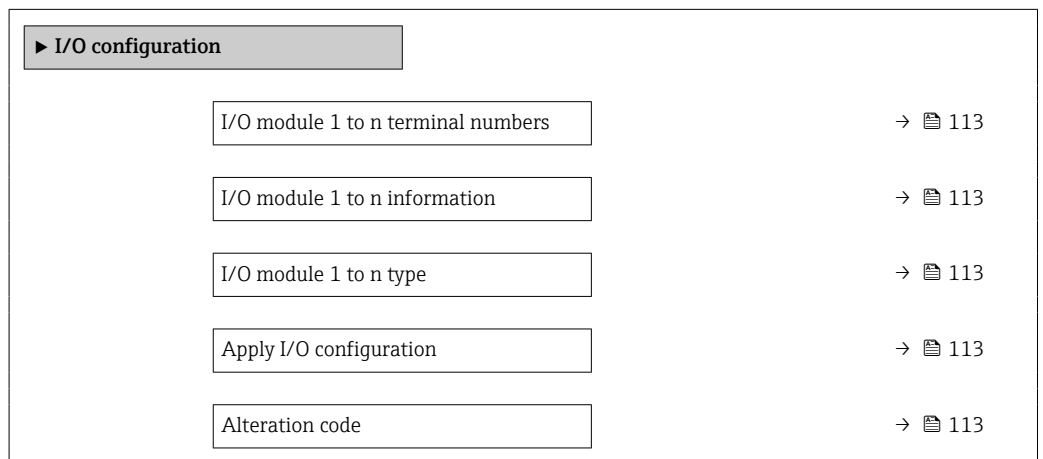 ► I/O configuration
I/O module 1 to n terminal numbers → 113
I/O module 1 to n information → 113
I/O module 1 to n type → 113
Apply I/O configuration → 113
Alteration code → 113